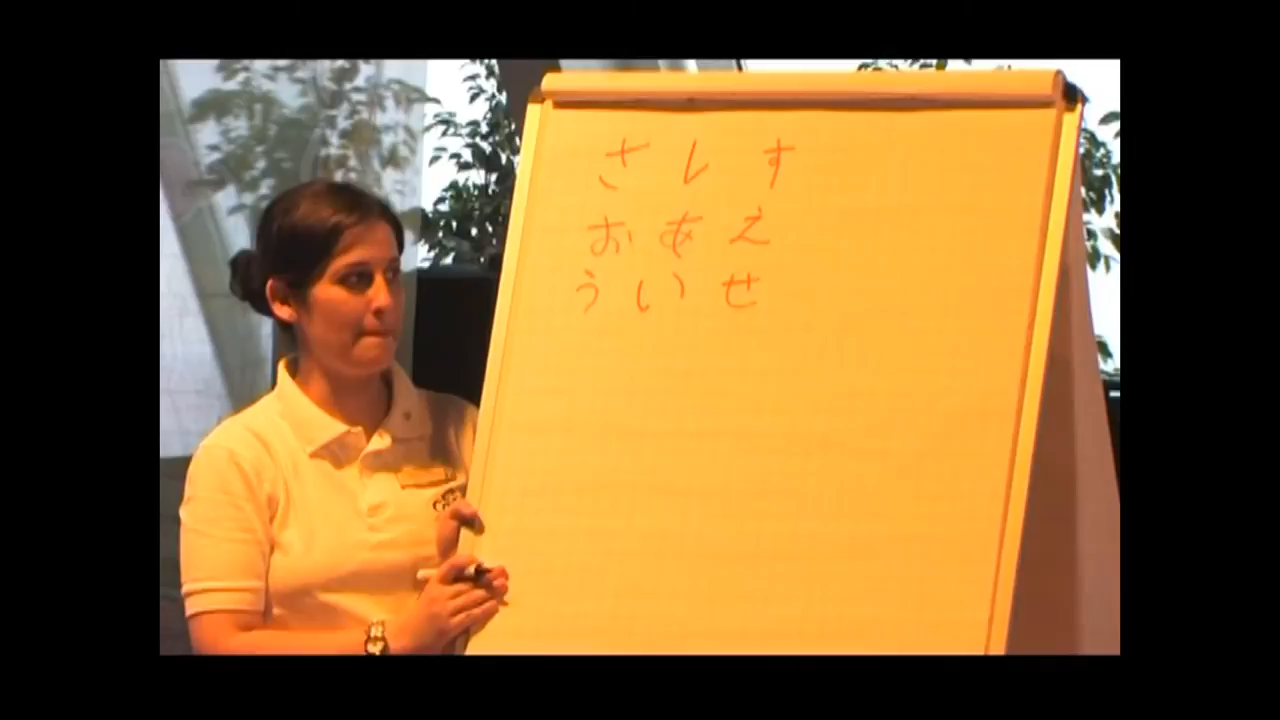 さ し す
お あ え
う い せ